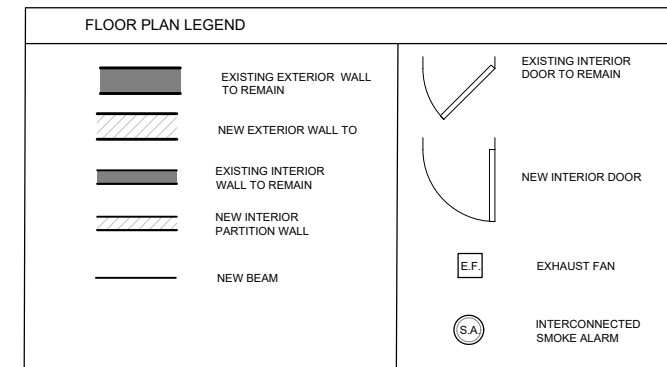 FLOOR PLAN LEGEND
EXISTING EXTERIOR WALL
TO REMAIN
NEW EXTERIOR WALL TO
EXISTING INTERIOR
WALL TO REMAIN
NEW INTERIOR
PARTITION WALL
NEW BEAM
EXISTING INTERIOR
DOOR TO REMAIN
NEW INTERIOR DOOR
E.F.
EXHAUST FAN
S.A.
INTERCONNECTED
SMOKE ALARM